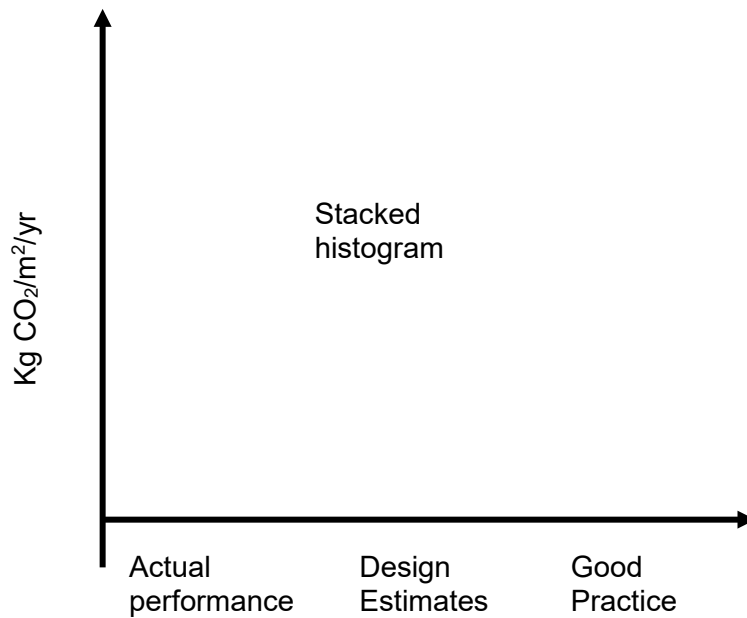 Kg CO₂/m²/yr
Stacked
histogram
Actual
performance
Design
Estimates
Good
Practice